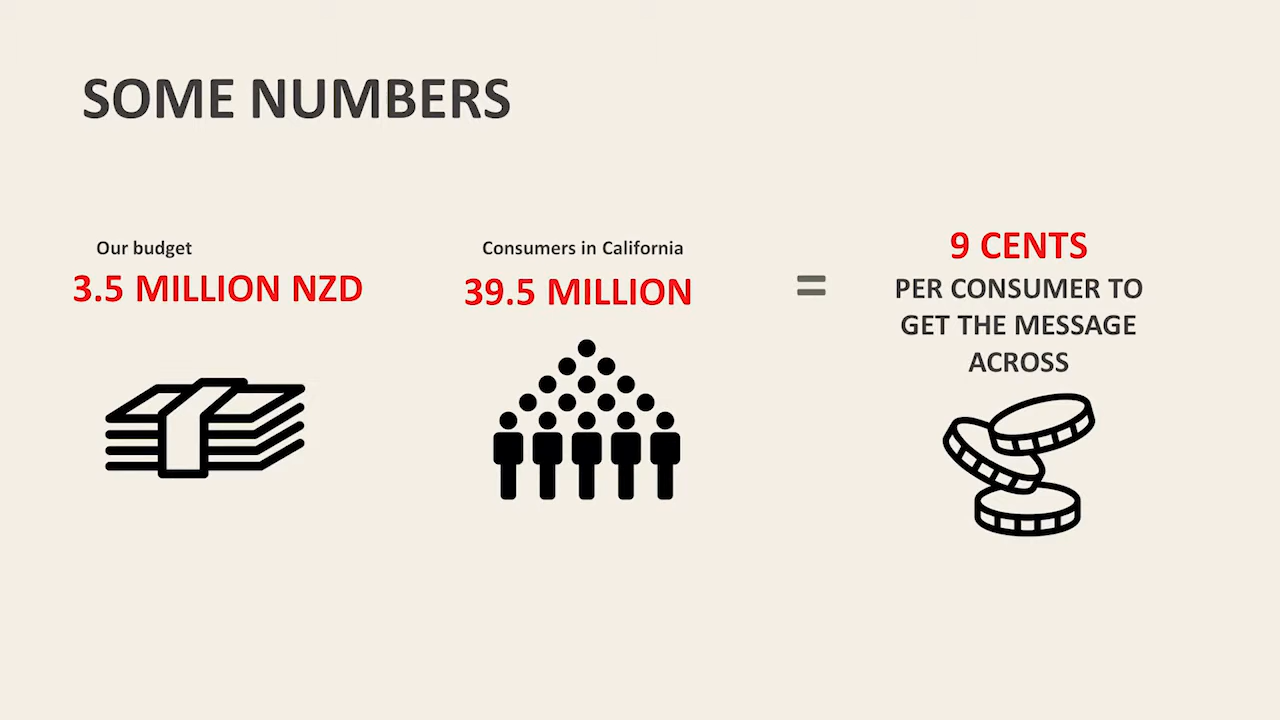 SOME NUMBERS
Our budget
3.5 MILLION NZD
Consumers in California
39.5 MILLION
=
9 CENTS
PER CONSUMER TO
GET THE MESSAGE
ACROSS